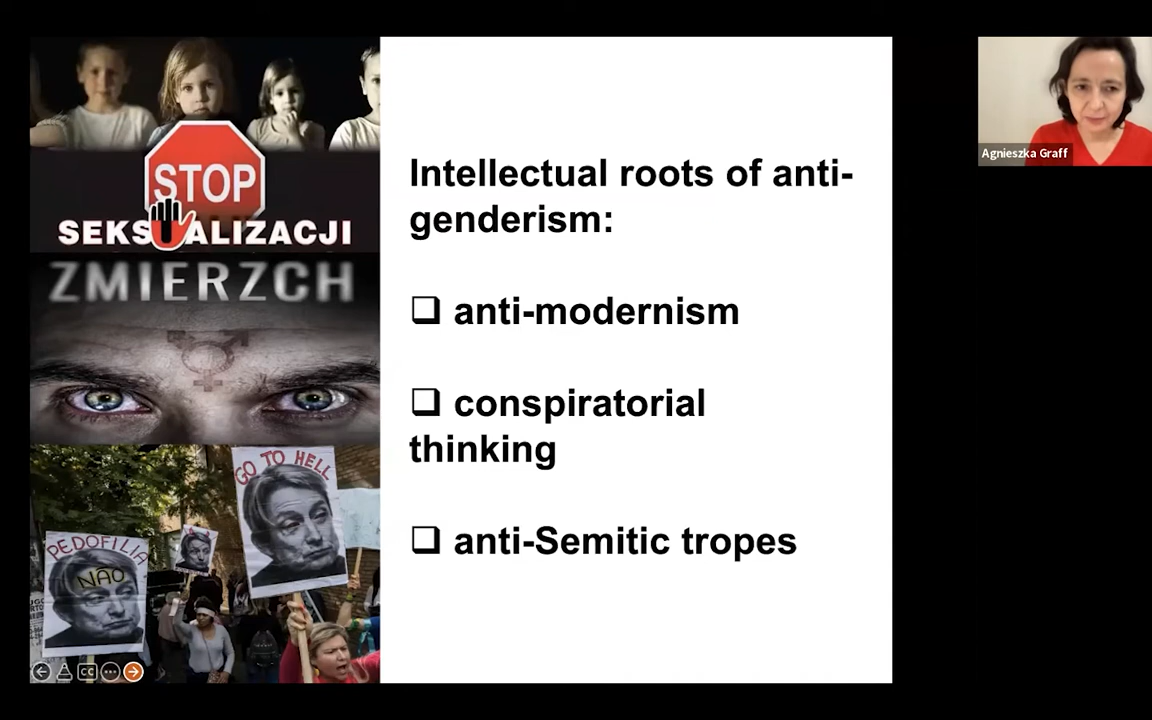 STOP
SEKSUALIZACJI
ZMIERZCH
GO TO HELL
PEDOFILIA
NÃO
CC
Intellectual roots of anti-
genderism:
❑ anti-modernism
❑ conspiratorial
thinking
❑ anti-Semitic tropes
Agnieszka Graff